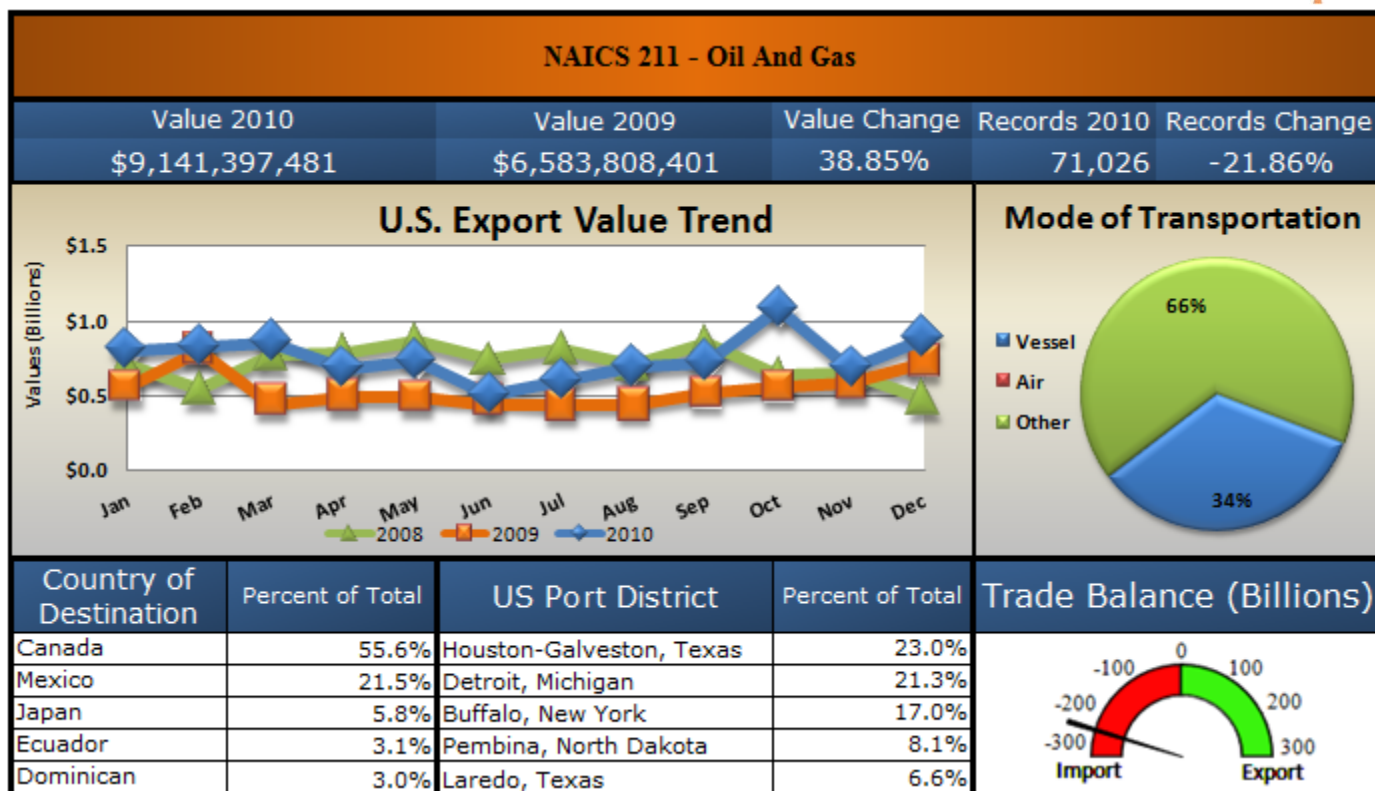 NAICS 211 - Oil And Gas
Value 2010 Value 2009 Value Change Records 2010 Records Change
$9,141,397,481 $6,583,808,401 38.85% 71,026 -21.86%
U.S. Export Value Trend
Values (Billions)
$1.5
$1.0
$0.5
$0.0
Jan Feb Mar Apr May Jun Jul Aug Sep Oct Nov Dec
2008 2009 2010
Mode of Transportation
Vessel
Air
Other
66%
34%
Country of
Destination
Percent of Total US Port District Percent of Total
Canada 55.6% Houston-Galveston, Texas 23.0%
Mexico 21.5% Detroit, Michigan 21.3%
Japan 5.8% Buffalo, New York 17.0%
Ecuador 3.1% Pembina, North Dakota 8.1%
Dominican 3.0% Laredo, Texas 6.6%
Trade Balance (Billions)
0
-100 100
-200 200
-300 300
Import Export